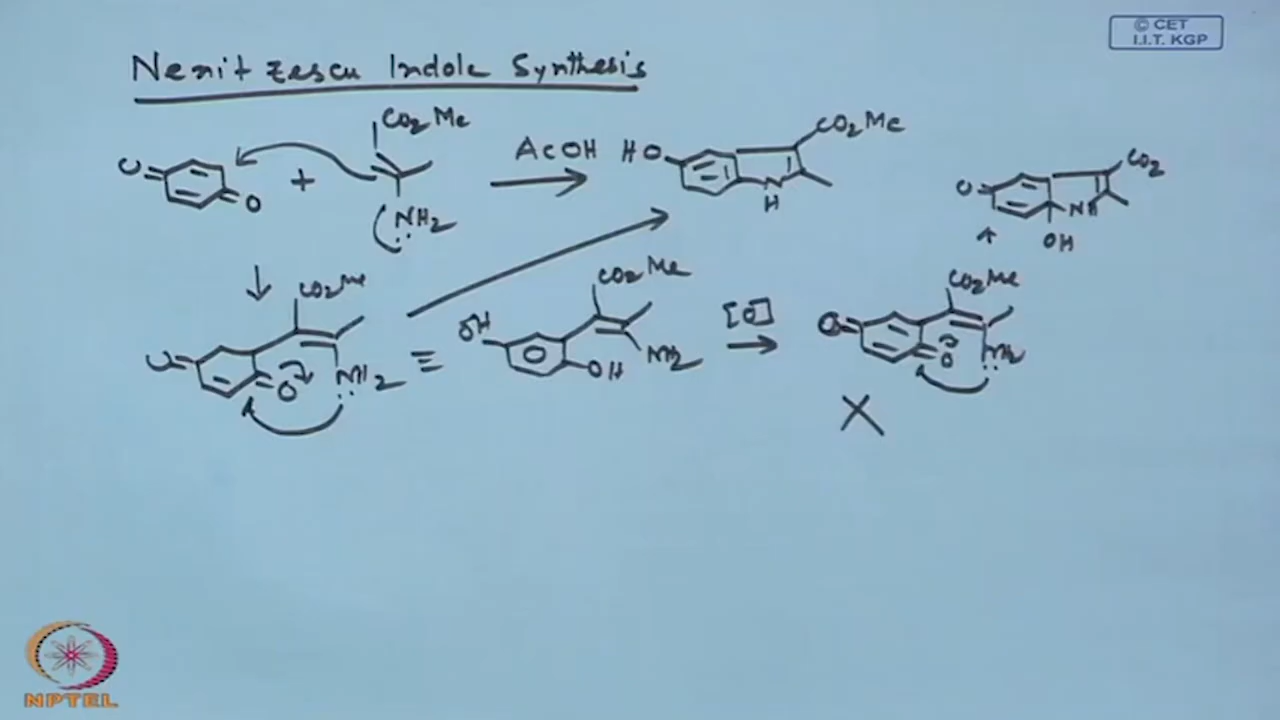 © CET
I.I.T. KGP
Nenitzescu Indole Synthesis
CO2Me
O
O
+
NH2
AcOH
HO
CO2Me
N
H
O
CO2
NH
OH
CO2Me
O
O
NH2
≡
OH
CO2Me
OH
NH2
[O]
O
CO2Me
O
NH2
X
NPTEL